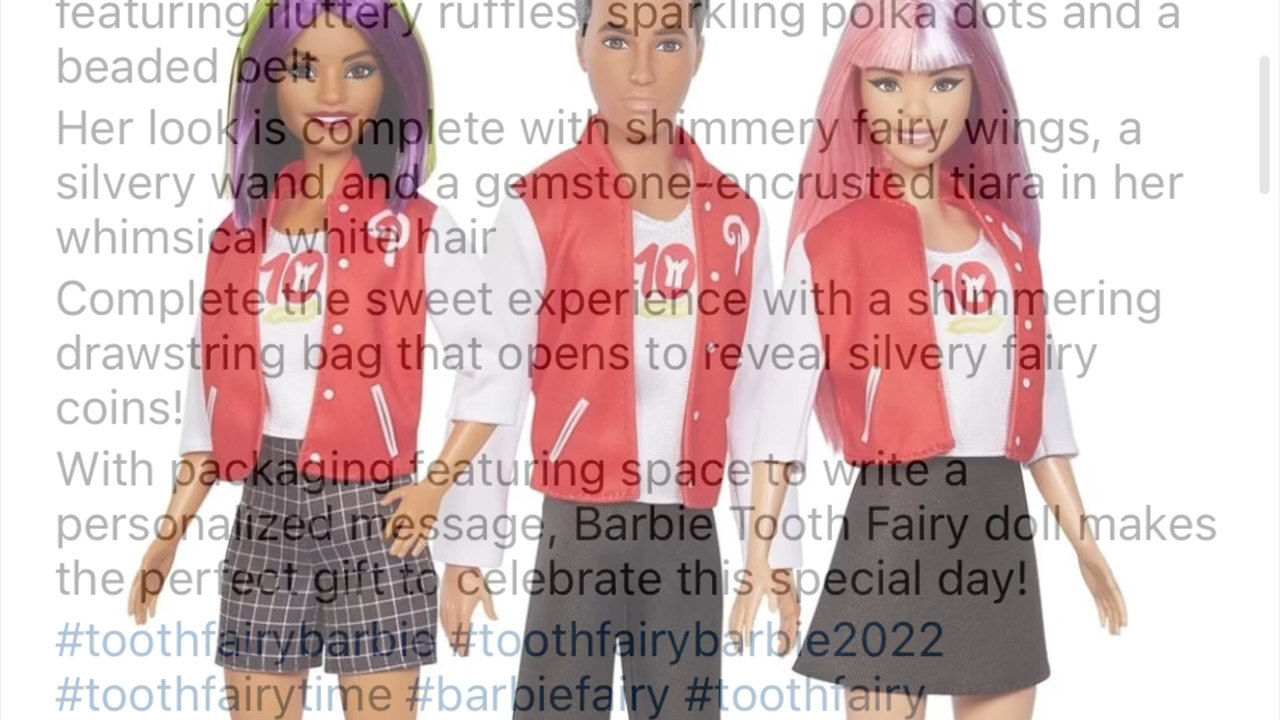 featuring fluttery ruffles, sparkling polka dots and a
beaded belt
Her look is complete with shimmery fairy wings, a
silvery wand and a gemstone-encrusted tiara in her
whimsical white hair
Complete the sweet experience with a shimmering
drawstring bag that opens to reveal silvery fairy
coins!
With packaging featuring space to write a
personalized message, Barbie Tooth Fairy doll makes
the perfect gift to celebrate this special day!
#toothfairybarbie #toothfairybarbie2022
#toothfairytime #barbiefairy #toothfairy
10
10
10